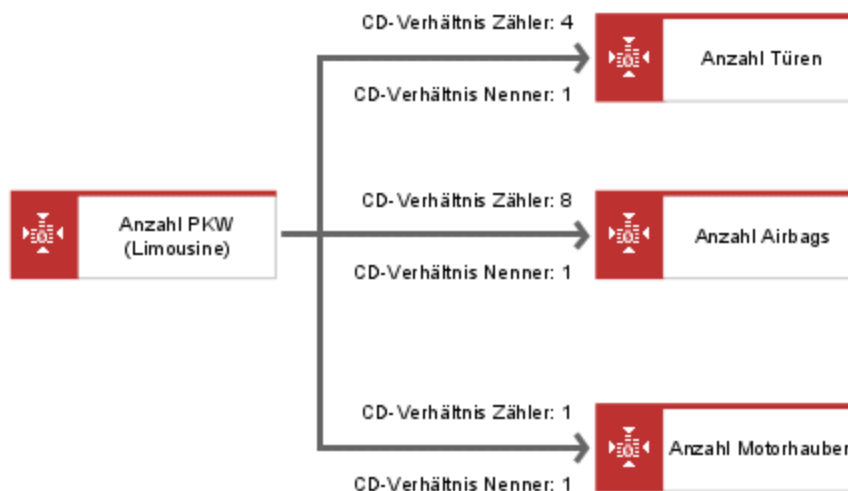 CD-Verhältnis Zähler: 4
Anzahl Türen
CD-Verhältnis Nenner: 1
CD-Verhältnis Zähler: 8
Anzahl PKW
(Limousine)
Anzahl Airbags
CD-Verhältnis Nenner: 1
CD-Verhältnis Zähler: 1
Anzahl Motorhauben
CD-Verhältnis Nenner: 1